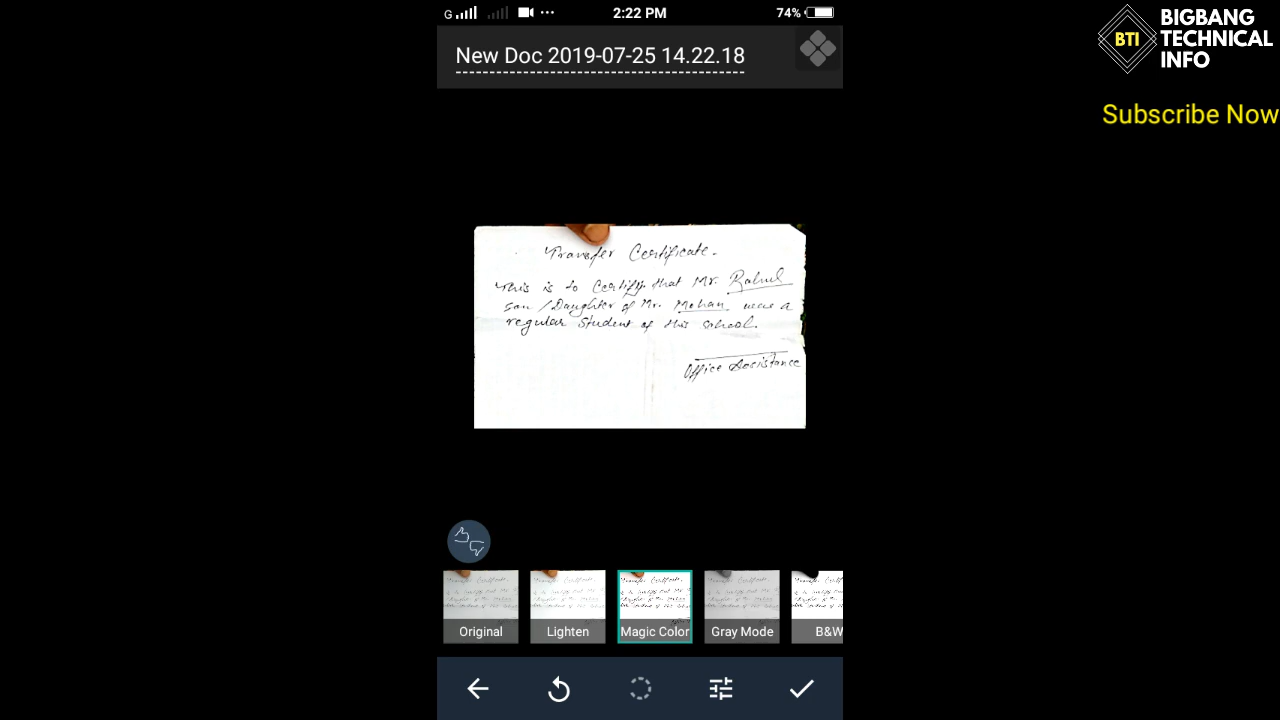 G
2:22 PM
74%
BIGBANG
TECHNICAL
INFO
BTI
New Doc 2019-07-25 14.22.18
Subscribe Now
Transfer Certificate.
This is to Certify that Mr. Rahul
son / Daughter of Mr. Mohan was a
regular student of this school.
Office Assistance
Original
Lighten
Magic Color
Gray Mode
B&W